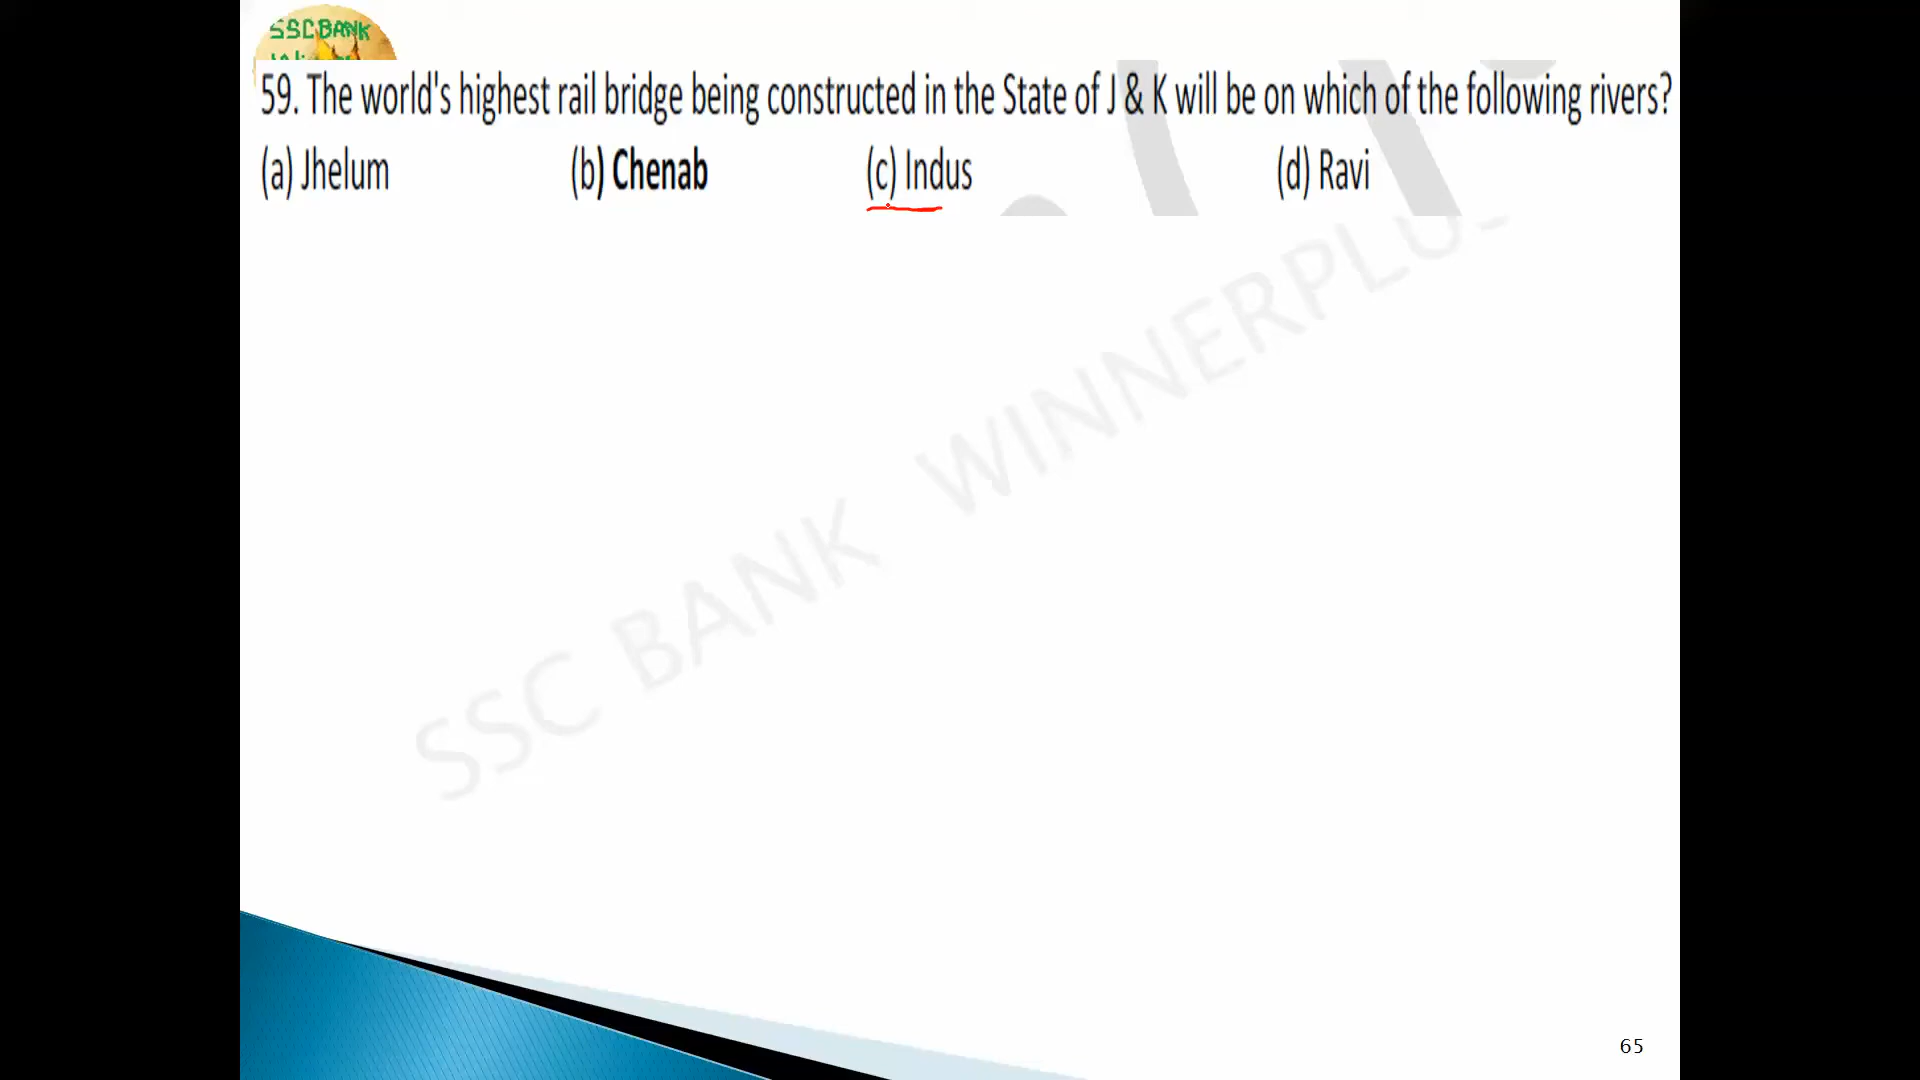 SSC BANK
59. The world's highest rail bridge being constructed in the State of J & K will be on which of the following rivers?
(a) Jhelum (b) Chenab (c) Indus (d) Ravi
SSC BANK WINNERPLUS
65